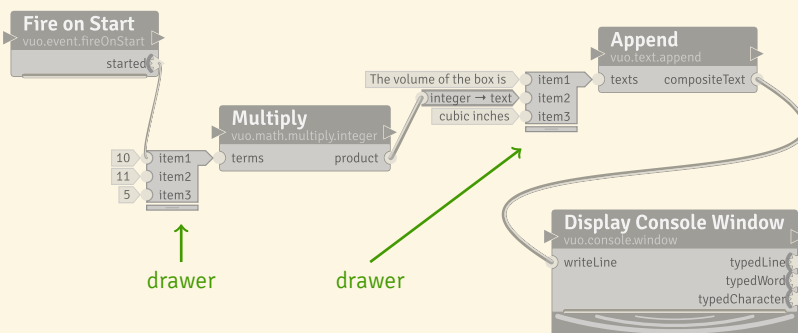 Fire on Start
vuo.event.fireOnStart
started
10 item1
11 item2
5 item3
drawer
Multiply
vuo.math.multiply.integer
terms product
The volume of the box is item1
integer → text item2
cubic inches item3
drawer
Append
vuo.text.append
texts compositeText
Display Console Window
vuo.console.window
writeLine typedLine
typedWord
typedCharacter